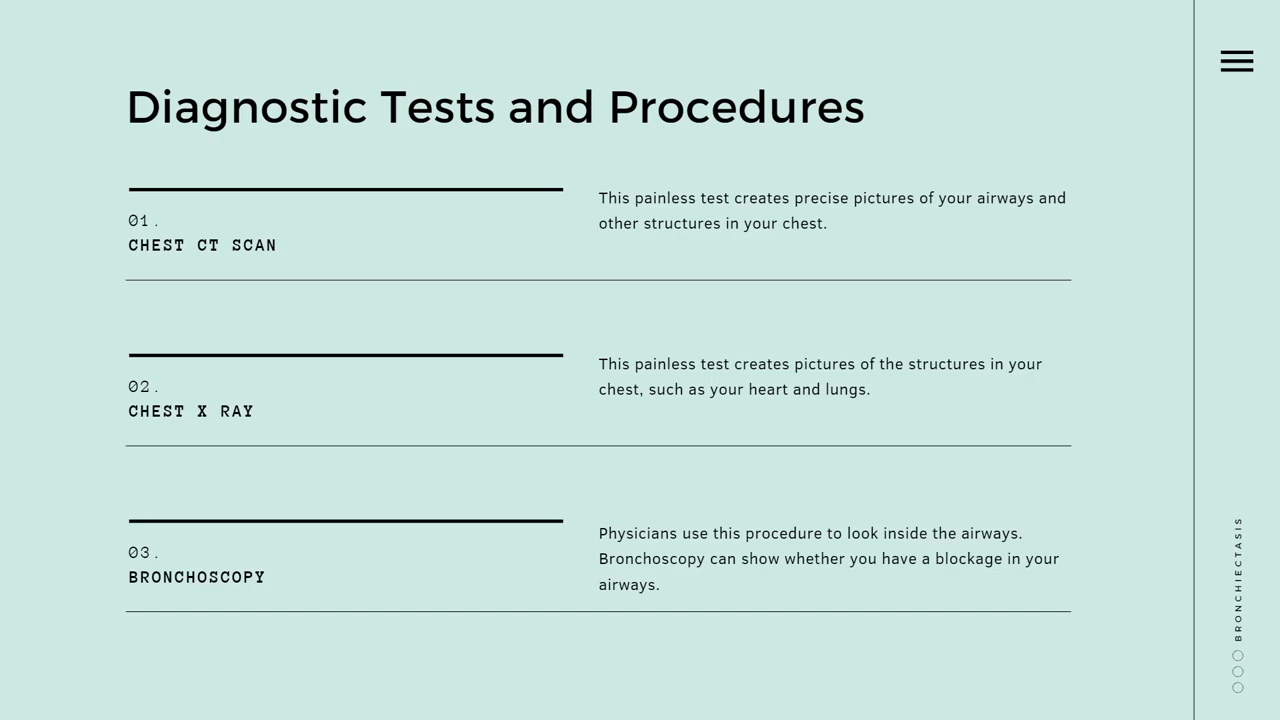 Diagnostic Tests and Procedures
01.
CHEST CT SCAN
This painless test creates precise pictures of your airways and
other structures in your chest.
02.
CHEST X RAY
This painless test creates pictures of the structures in your
chest, such as your heart and lungs.
03.
BRONCHOSCOPY
Physicians use this procedure to look inside the airways.
Bronchoscopy can show whether you have a blockage in your
airways.
BRONCHIECTASIS